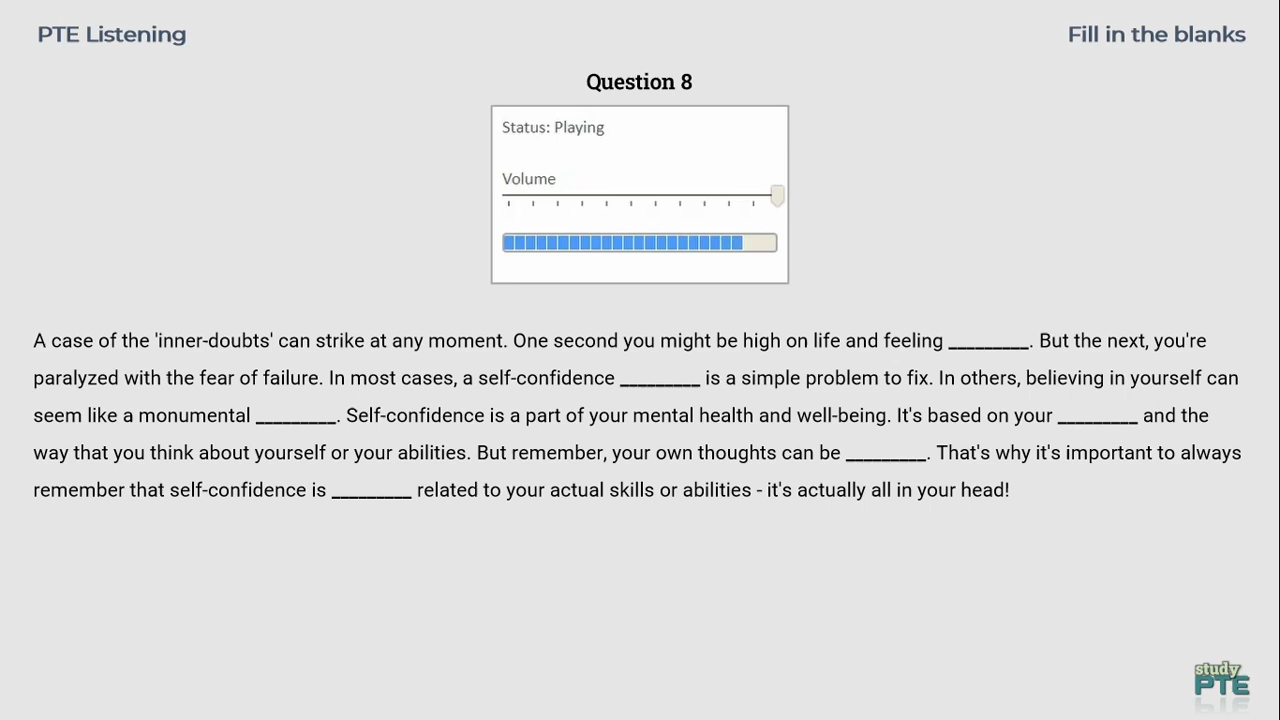 PTE Listening
Fill in the blanks
Question 8
Status: Playing
Volume
A case of the 'inner-doubts' can strike at any moment. One second you might be high on life and feeling _________. But the next, you're
paralyzed with the fear of failure. In most cases, a self-confidence _________ is a simple problem to fix. In others, believing in yourself can
seem like a monumental _________. Self-confidence is a part of your mental health and well-being. It's based on your _________ and the
way that you think about yourself or your abilities. But remember, your own thoughts can be _________. That's why it's important to always
remember that self-confidence is _________ related to your actual skills or abilities - it's actually all in your head!
study
PTE